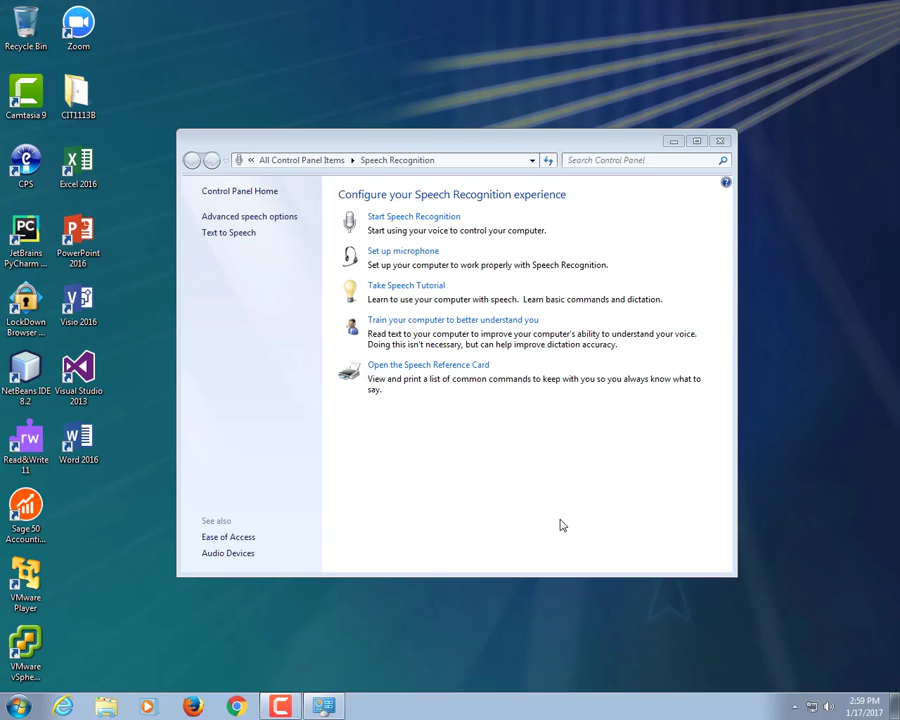 Recycle Bin
Zoom
Camtasia 9
CIT1113B
CPS
Excel 2016
JetBrains
PyCharm ...
PowerPoint
2016
LockDown
Browser ...
Visio 2016
NetBeans IDE
8.2
Visual Studio
2013
Read&Write
11
Word 2016
Sage 50
Accounti...
VMware
Player
VMware
vSphe...
« All Control Panel Items ▸ Speech Recognition
Search Control Panel
Control Panel Home
Advanced speech options
Text to Speech
See also
Ease of Access
Audio Devices
Configure your Speech Recognition experience
Start Speech Recognition
Start using your voice to control your computer.
Set up microphone
Set up your computer to work properly with Speech Recognition.
Take Speech Tutorial
Learn to use your computer with speech. Learn basic commands and dictation.
Train your computer to better understand you
Read text to your computer to improve your computer's ability to understand your voice.
Doing this isn't necessary, but can help improve dictation accuracy.
Open the Speech Reference Card
View and print a list of common commands to keep with you so you always know what to
say.
PC
rw
2:59 PM
1/17/2017